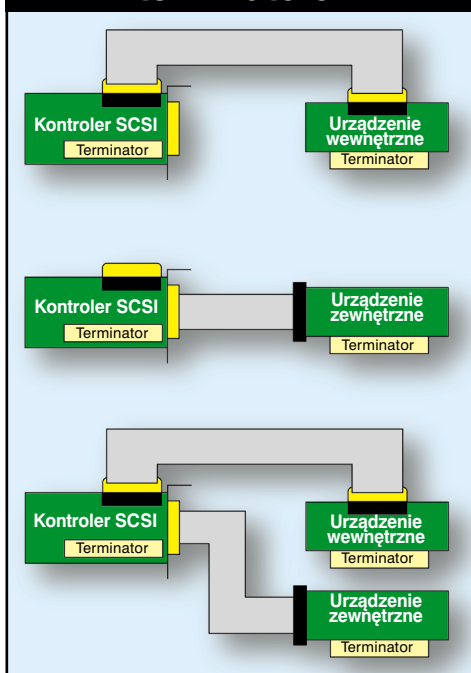 Kontroler SCSI
Terminator
Urządzenie
wewnętrzne
Terminator
Kontroler SCSI
Terminator
Urządzenie
zewnętrzne
Terminator
Kontroler SCSI
Terminator
Urządzenie
wewnętrzne
Terminator
Urządzenie
zewnętrzne
Terminator